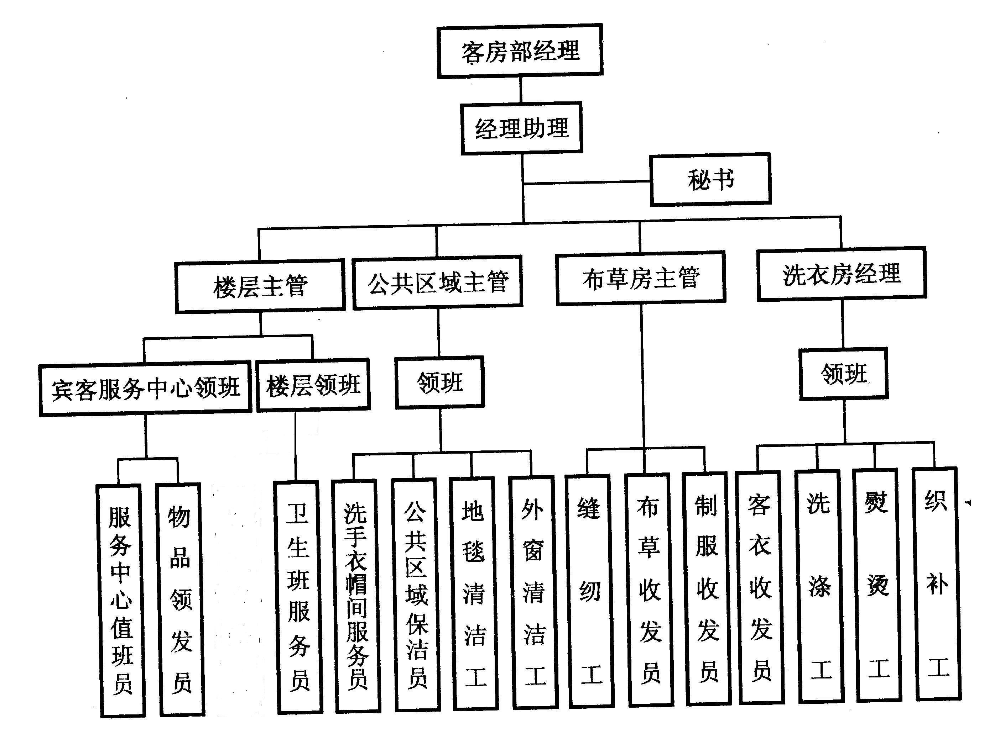 客房部经理
经理助理
秘书
楼层主管
公共区域主管
布草房主管
洗衣房经理
宾客服务中心领班
楼层领班
领班
领班
服务中心值班员
物品领发员
卫生班服务员
洗手衣帽间服务员
公共区域保洁员
地毯清洁工
外窗清洁工
缝纫工
布草收发员
制服收发员
客衣收发员
洗涤工
熨烫工
织补工